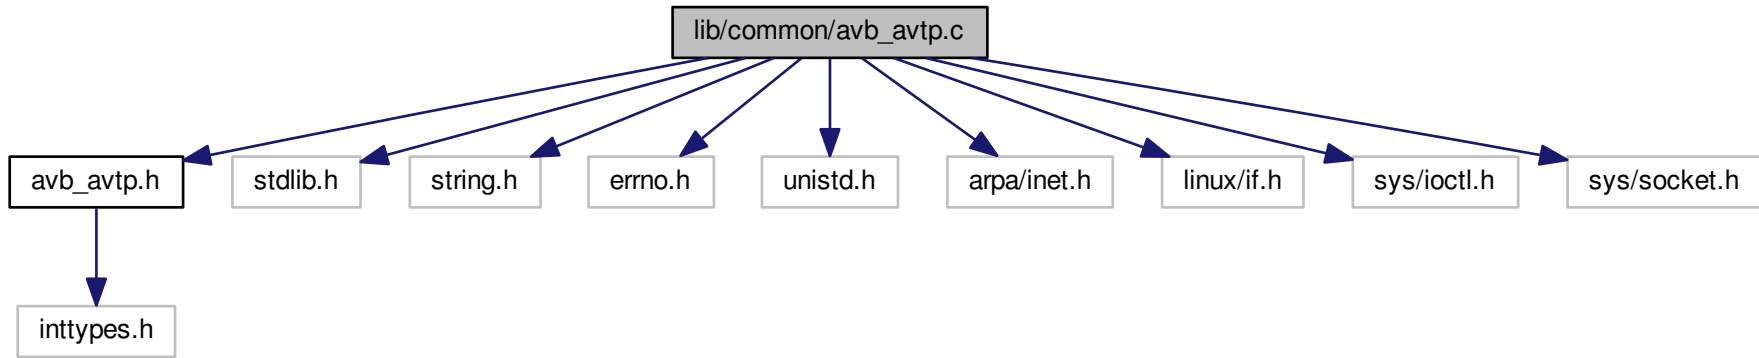 lib/common/avb_avtp.c
avb_avtp.h
stdlib.h
string.h
errno.h
unistd.h
arpa/inet.h
linux/if.h
sys/ioctl.h
sys/socket.h
inttypes.h